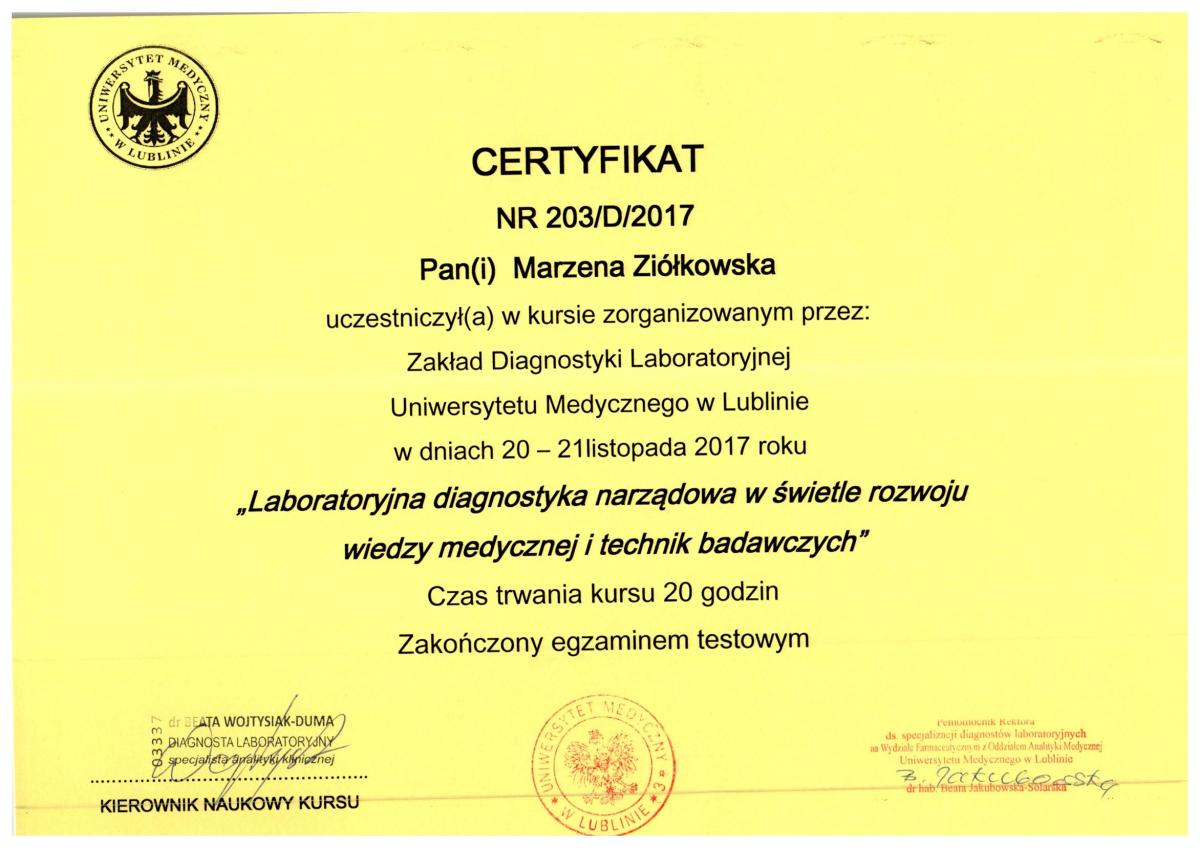 UNIWERSYTET MEDYCZNY
W LUBLINIE
CERTYFIKAT
NR 203/D/2017
Pan(i) Marzena Ziółkowska
uczestniczył(a) w kursie zorganizowanym przez:
Zakład Diagnostyki Laboratoryjnej
Uniwersytetu Medycznego w Lublinie
w dniach 20 – 21listopada 2017 roku
„Laboratoryjna diagnostyka narządowa w świetle rozwoju
wiedzy medycznej i technik badawczych”
Czas trwania kursu 20 godzin
Zakończony egzaminem testowym
03337
dr BEATA WOJTYSIAK-DUMA
DIAGNOSTA LABORATORYJNY
specjalista analityki klinicznej
KIEROWNIK NAUKOWY KURSU
UNIWERSYTET MEDYCZNY
W LUBLINIE
3
Pełnomocnik Rektora
ds. specjalizacji diagnostów laboratoryjnych
na Wydziale Farmaceutycznym z Oddziałem Analityki Medycznej
Uniwersytetu Medycznego w Lublinie
B. Jakubowska
dr hab. Beata Jakubowska-Solarska